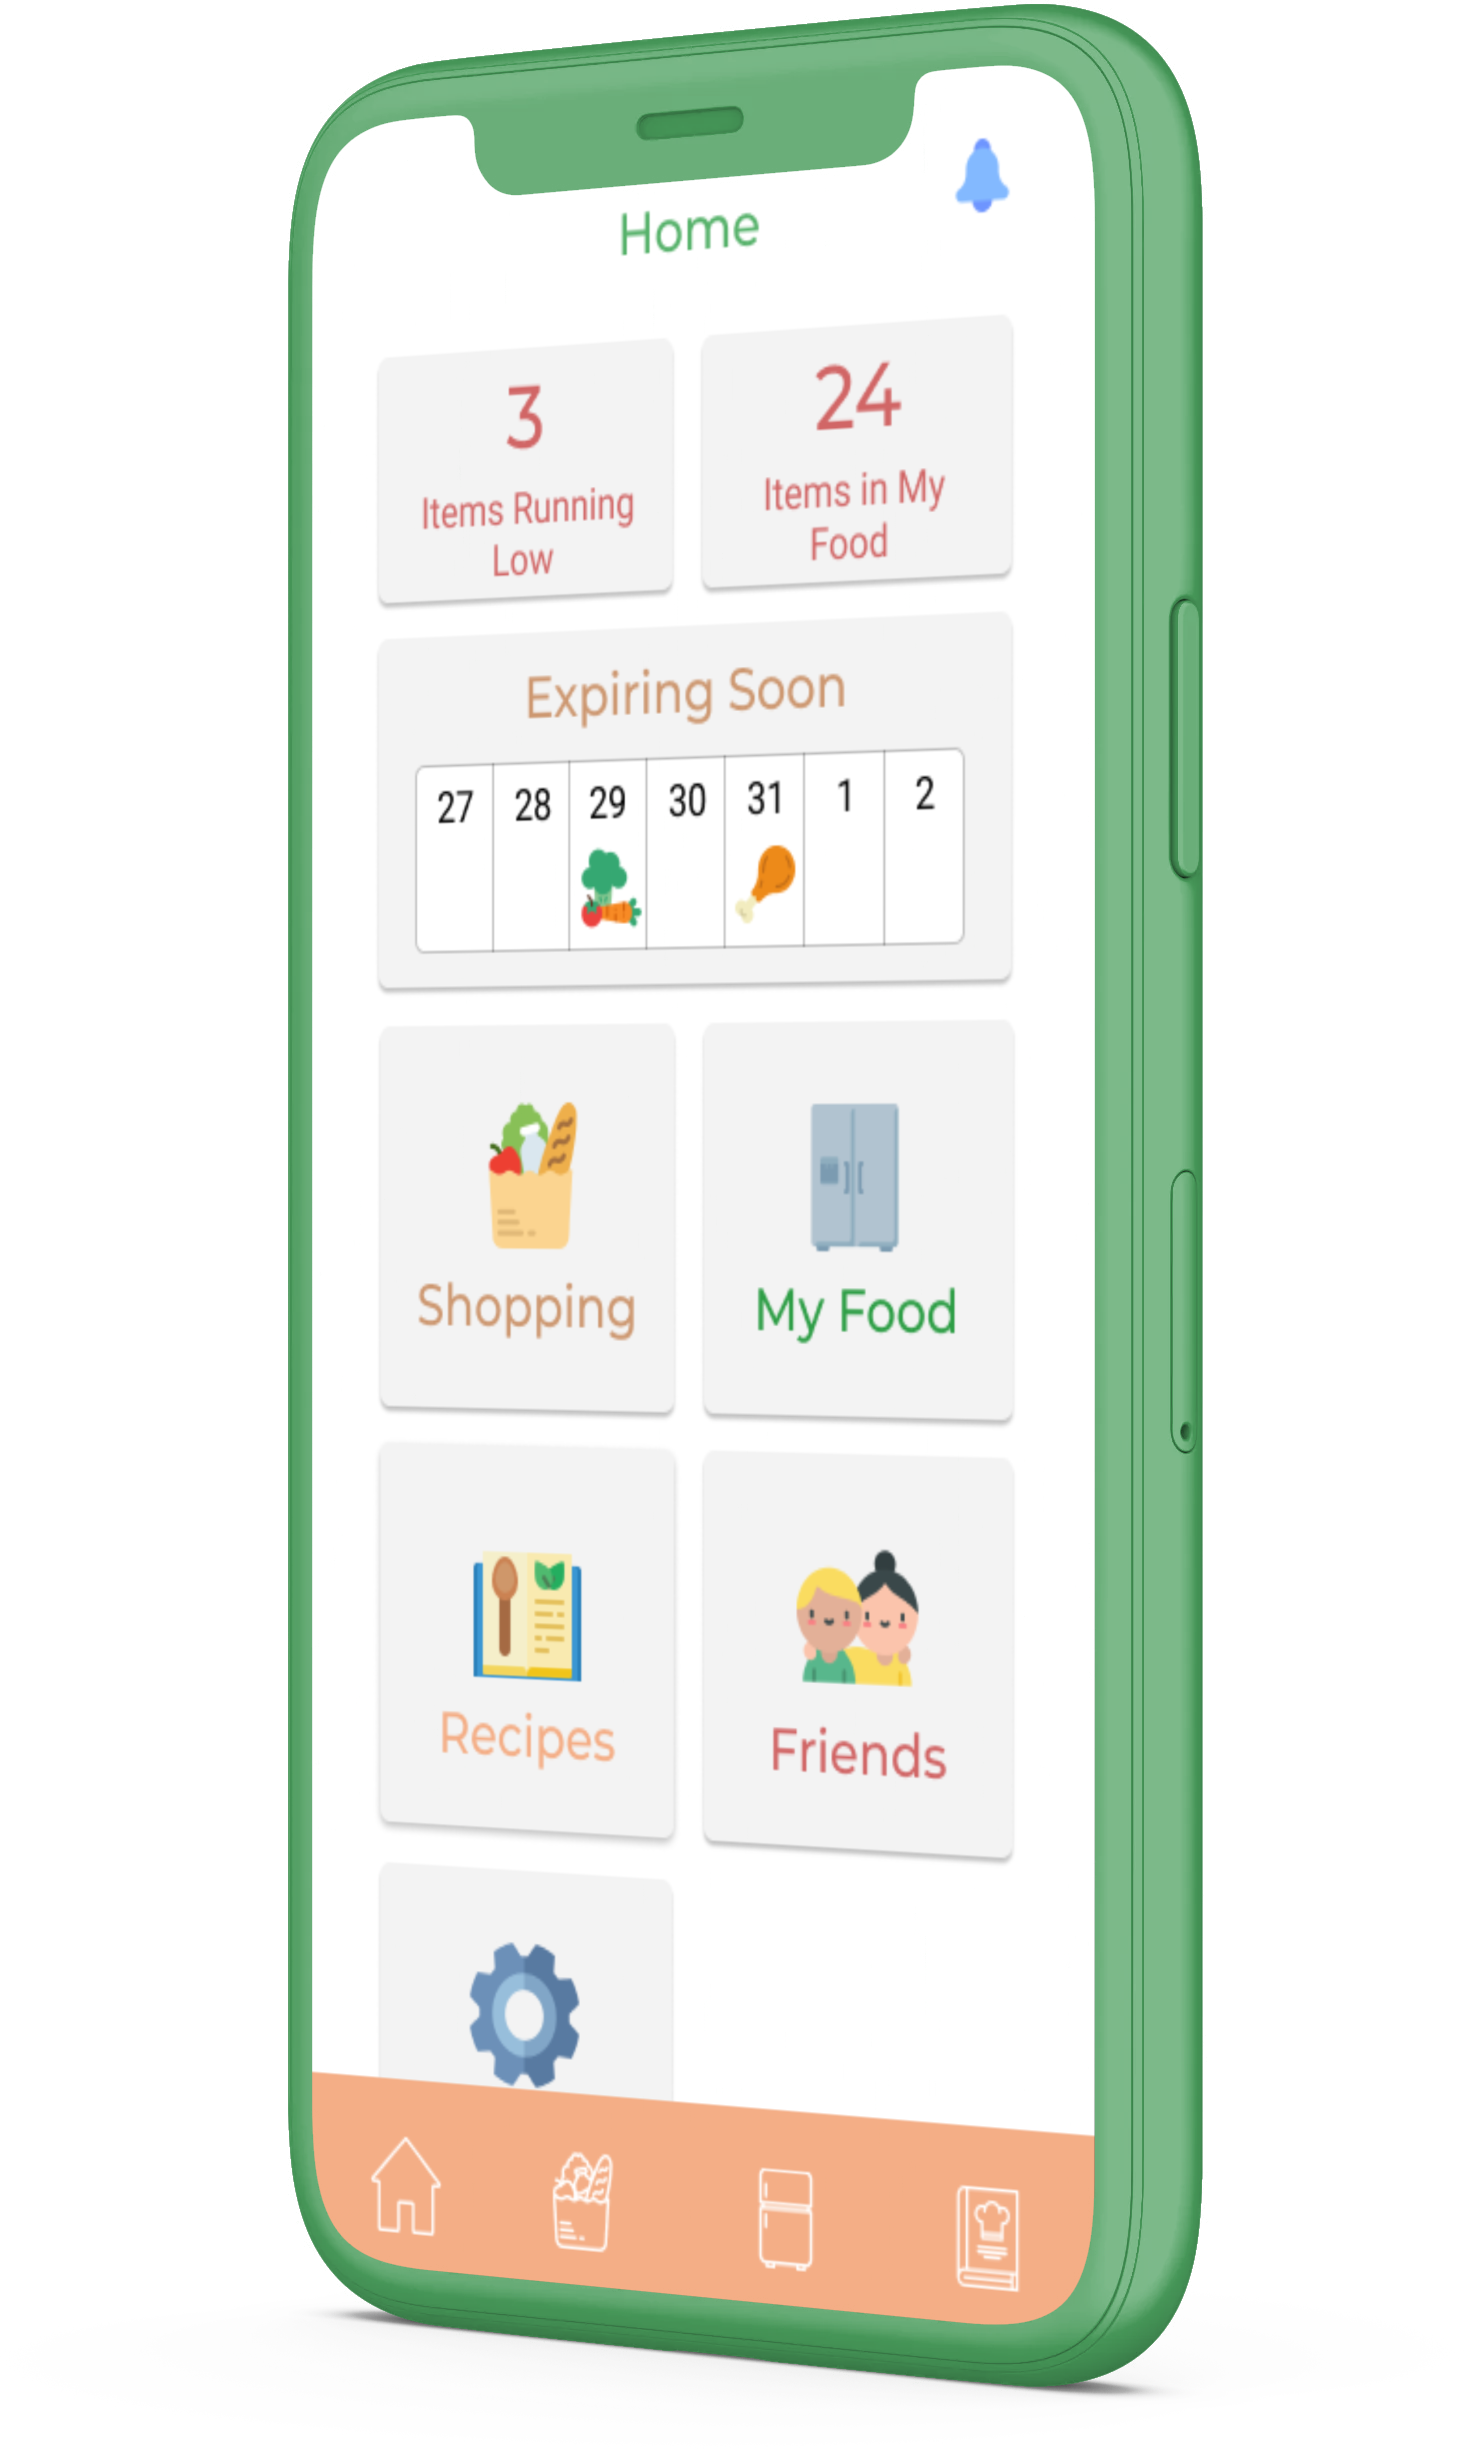 Home
3
24
Items Running
Low
Items in My
Food
Expiring Soon
27 28 29 30 31 1 2
Shopping
My Food
Recipes
Friends